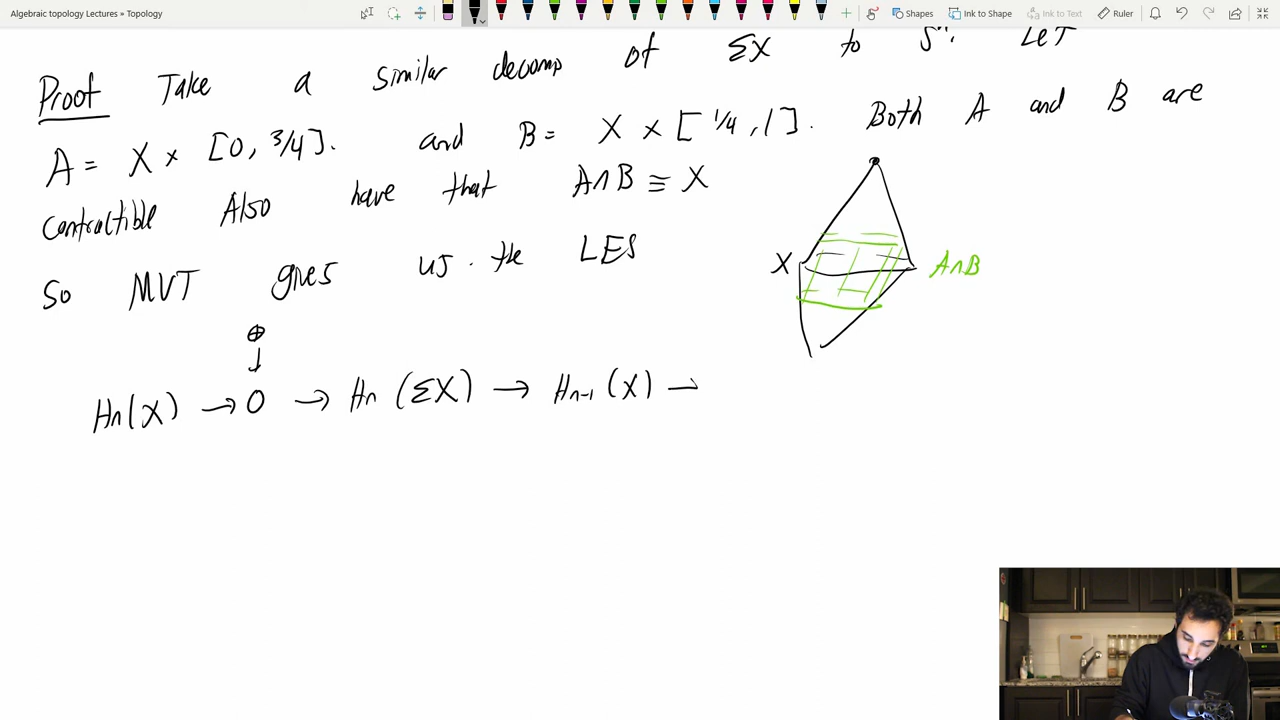 Algebraic topology Lectures » Topology
Shapes
Ink to Shape
Ink to Text
Ruler
Proof Take a similar decomp of ΣX to Sⁿ. Let
A = X × [0, 3/4]. and B = X × [1/4, 1]. Both A and B are
contractible Also have that A∩B ≅ X
So MVT gives us. the LES
X
A∩B
⊕
↓
Hn(X) → 0 → Hn(ΣX) → Hn-1(X) →